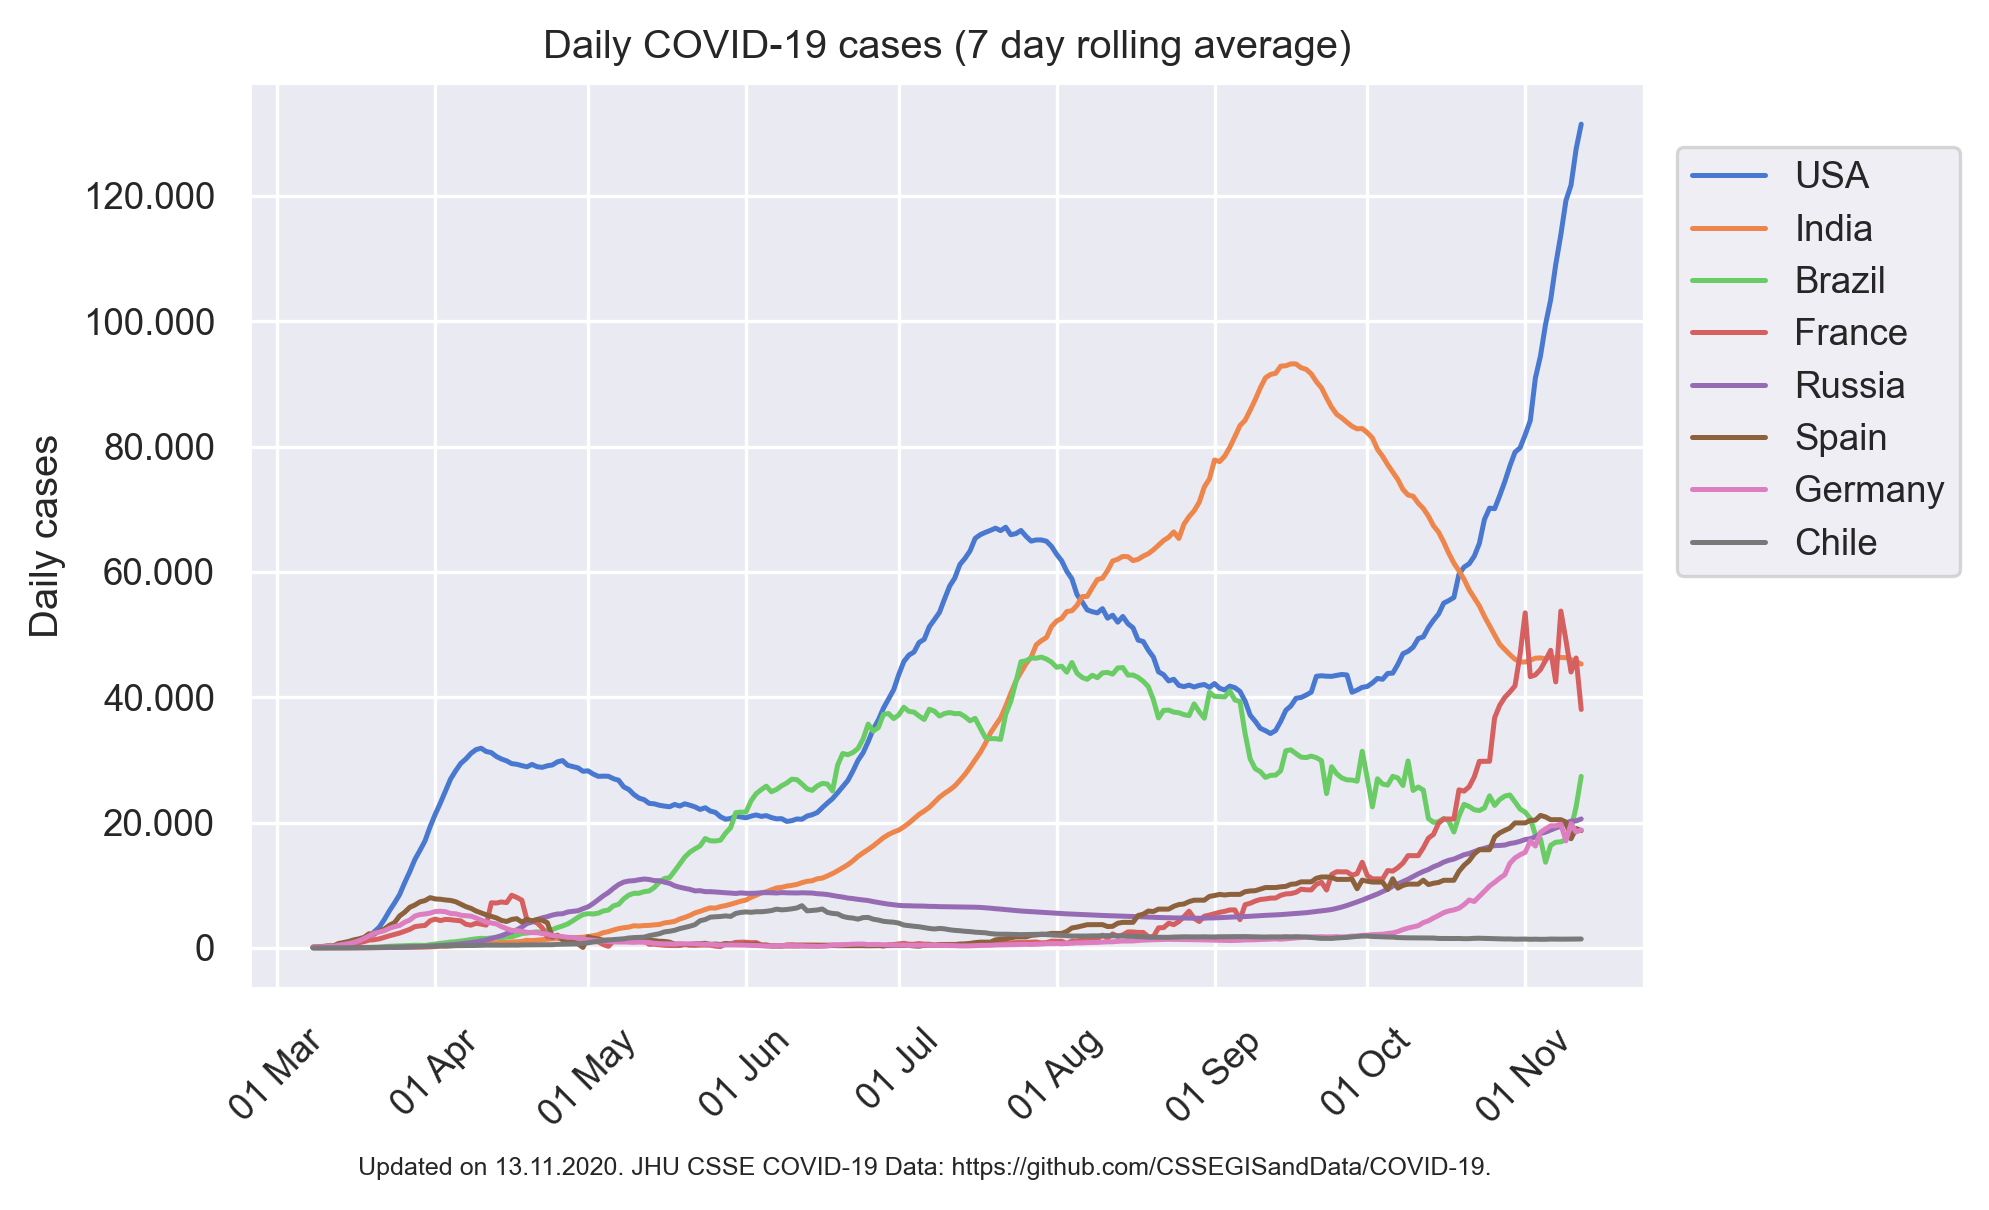 Daily COVID-19 cases (7 day rolling average)
Daily cases
120.000
100.000
80.000
60.000
40.000
20.000
0
01 Mar
01 Apr
01 May
01 Jun
01 Jul
01 Aug
01 Sep
01 Oct
01 Nov
USA
India
Brazil
France
Russia
Spain
Germany
Chile
Updated on 13.11.2020. JHU CSSE COVID-19 Data: https://github.com/CSSEGISandData/COVID-19.